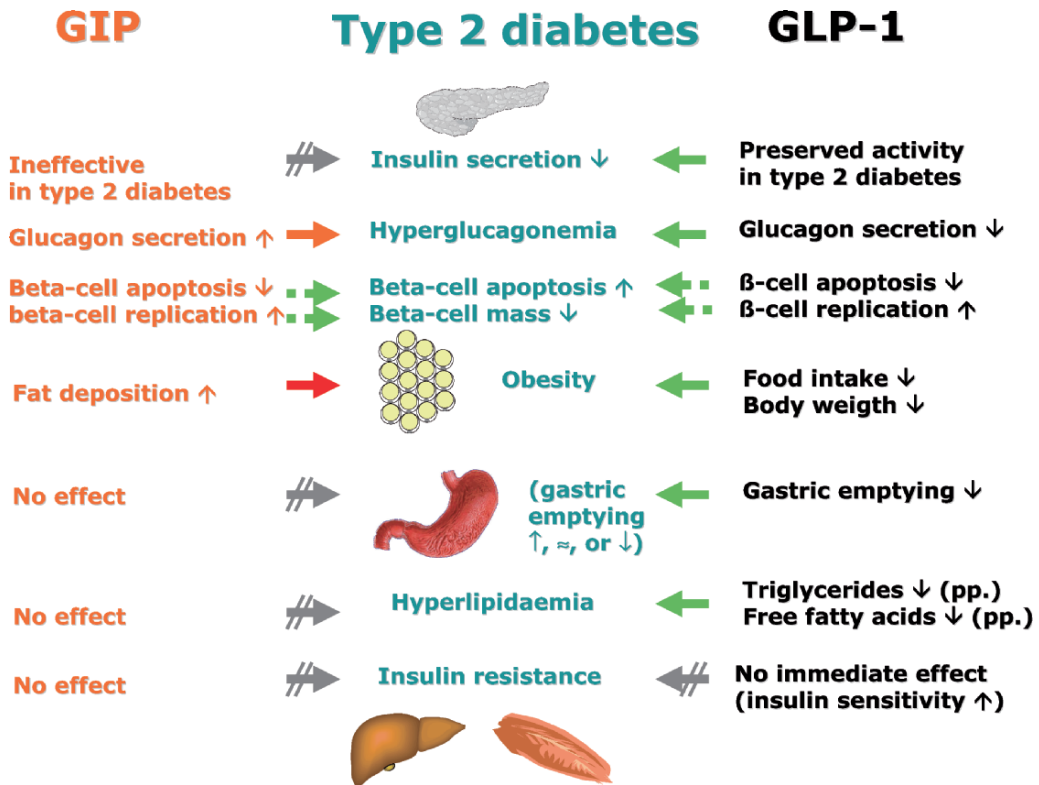 GIP
Type 2 diabetes
GLP-1
Ineffective
in type 2 diabetes
Insulin secretion ↓
Preserved activity
in type 2 diabetes
Glucagon secretion ↑
Hyperglucagonemia
Glucagon secretion ↓
Beta-cell apoptosis ↓
beta-cell replication ↑
Beta-cell apoptosis ↑
Beta-cell mass ↓
ß-cell apoptosis ↓
ß-cell replication ↑
Fat deposition ↑
Obesity
Food intake ↓
Body weigth ↓
No effect
(gastric
emptying
↑, ≈, or ↓)
Gastric emptying ↓
No effect
Hyperlipidaemia
Triglycerides ↓ (pp.)
Free fatty acids ↓ (pp.)
No effect
Insulin resistance
No immediate effect
(insulin sensitivity ↑)